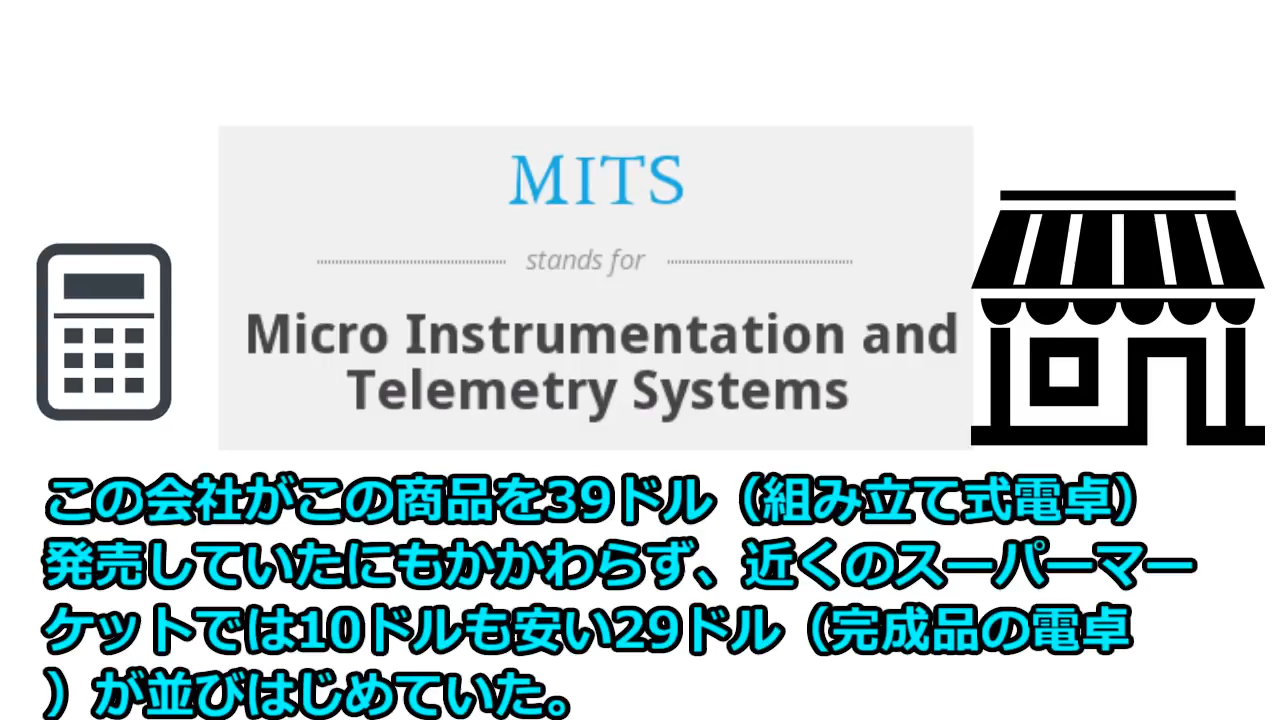 MITS
stands for
Micro Instrumentation and
Telemetry Systems
この会社がこの商品を39ドル（組み立て式電卓）
発売していたにもかかわらず、近くのスーパーマー
ケットでは10ドルも安い29ドル（完成品の電卓
）が並びはじめていた。